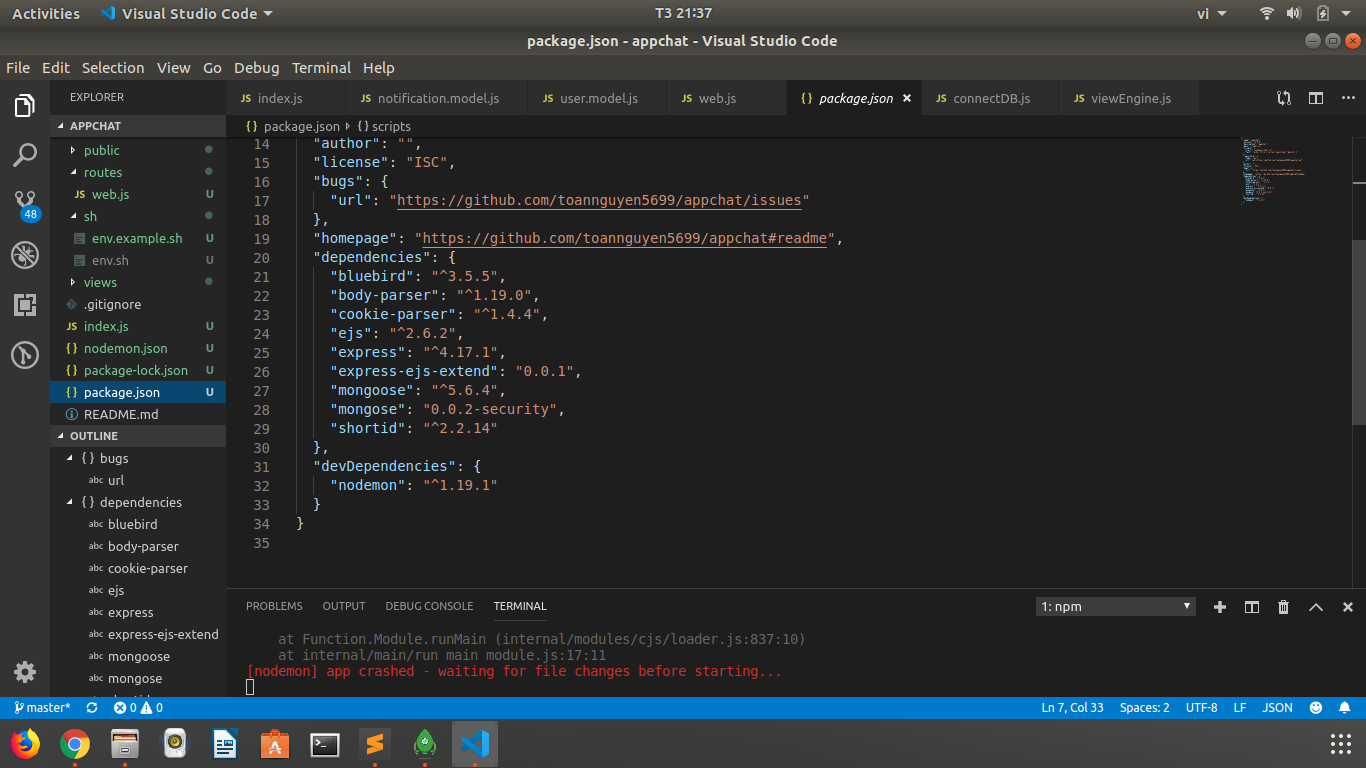 Activities Visual Studio Code T3 21:37 vi
package.json - appchat - Visual Studio Code
File Edit Selection View Go Debug Terminal Help
EXPLORER
APPCHAT
public
routes
JS web.js U
sh
env.example.sh U
env.sh U
views
.gitignore
JS index.js U
{} nodemon.json U
{} package-lock.json U
{} package.json U
README.md
OUTLINE
{} bugs
abc url
{} dependencies
abc bluebird
abc body-parser
abc cookie-parser
abc ejs
abc express
abc express-ejs-extend
abc mongoose
abc mongose
48
JS index.js JS notification.model.js JS user.model.js JS web.js {} package.json JS connectDB.js JS viewEngine.js
{} package.json {} scripts
14 "author": "",
15 "license": "ISC",
16 "bugs": {
17 "url": "https://github.com/toannguyen5699/appchat/issues"
18 },
19 "homepage": "https://github.com/toannguyen5699/appchat#readme",
20 "dependencies": {
21 "bluebird": "^3.5.5",
22 "body-parser": "^1.19.0",
23 "cookie-parser": "^1.4.4",
24 "ejs": "^2.6.2",
25 "express": "^4.17.1",
26 "express-ejs-extend": "0.0.1",
27 "mongoose": "^5.6.4",
28 "mongose": "0.0.2-security",
29 "shortid": "^2.2.14"
30 },
31 "devDependencies": {
32 "nodemon": "^1.19.1"
33 }
34 }
35
PROBLEMS OUTPUT DEBUG CONSOLE TERMINAL 1: npm
at Function.Module.runMain (internal/modules/cjs/loader.js:837:10)
at internal/main/run main module.js:17:11
[nodemon] app crashed - waiting for file changes before starting...
master* 0 0 Ln 7, Col 33 Spaces: 2 UTF-8 LF JSON